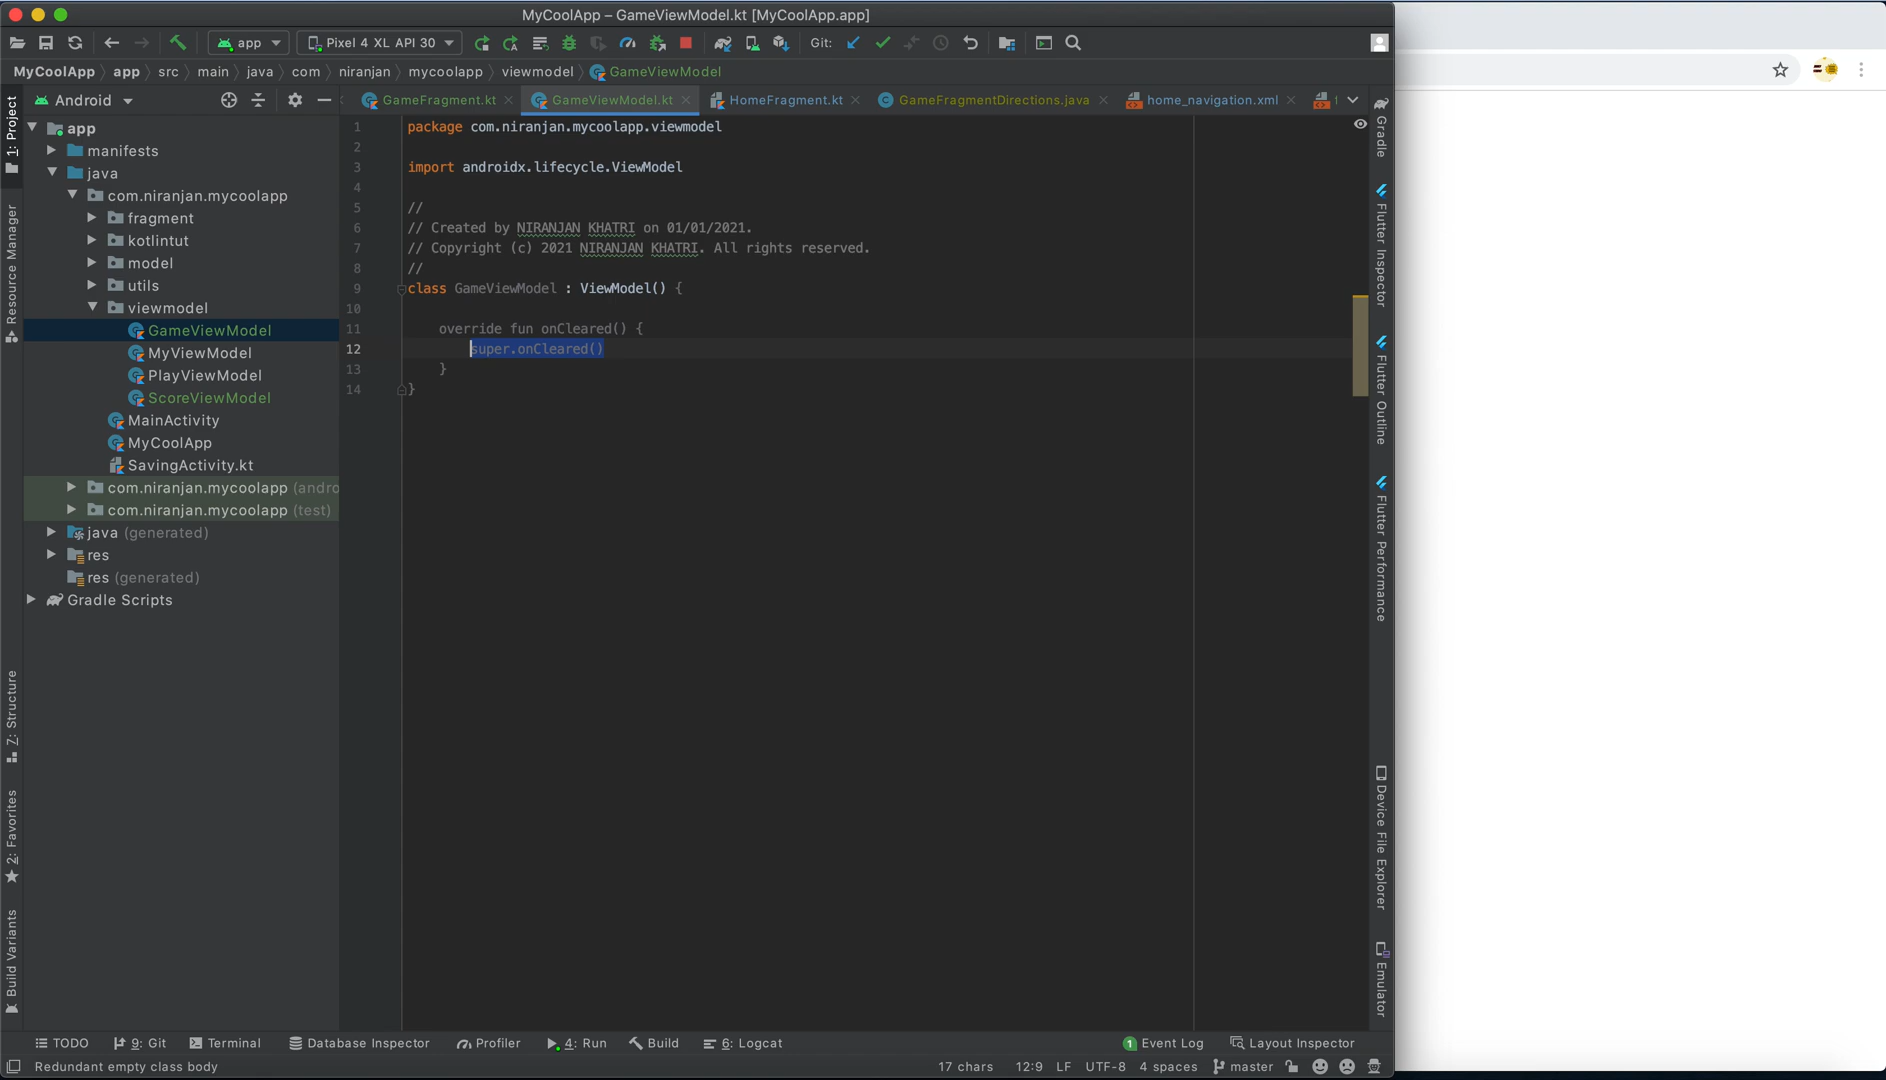 MyCoolApp – GameViewModel.kt [MyCoolApp.app]
app
Pixel 4 XL API 30
Git:
MyCoolApp
app
src
main
java
com
niranjan
mycoolapp
viewmodel
GameViewModel
Android
GameFragment.kt
GameViewModel.kt
HomeFragment.kt
GameFragmentDirections.java
home_navigation.xml
1: Project
Resource Manager
Z: Structure
2: Favorites
Build Variants
app
manifests
java
com.niranjan.mycoolapp
fragment
kotlintut
model
utils
viewmodel
GameViewModel
MyViewModel
PlayViewModel
ScoreViewModel
MainActivity
MyCoolApp
SavingActivity.kt
com.niranjan.mycoolapp (andro
com.niranjan.mycoolapp (test)
java (generated)
res
res (generated)
Gradle Scripts
1 package com.niranjan.mycoolapp.viewmodel
2
3 import androidx.lifecycle.ViewModel
4
5 //
6 // Created by NIRANJAN KHATRI on 01/01/2021.
7 // Copyright (c) 2021 NIRANJAN KHATRI. All rights reserved.
8 //
9 class GameViewModel : ViewModel() {
10
11 override fun onCleared() {
12 super.onCleared()
13 }
14 }
Gradle
Flutter Inspector
Flutter Outline
Flutter Performance
Device File Explorer
Emulator
TODO
9: Git
Terminal
Database Inspector
Profiler
4: Run
Build
6: Logcat
1 Event Log
Layout Inspector
Redundant empty class body
17 chars
12:9
LF
UTF-8
4 spaces
master